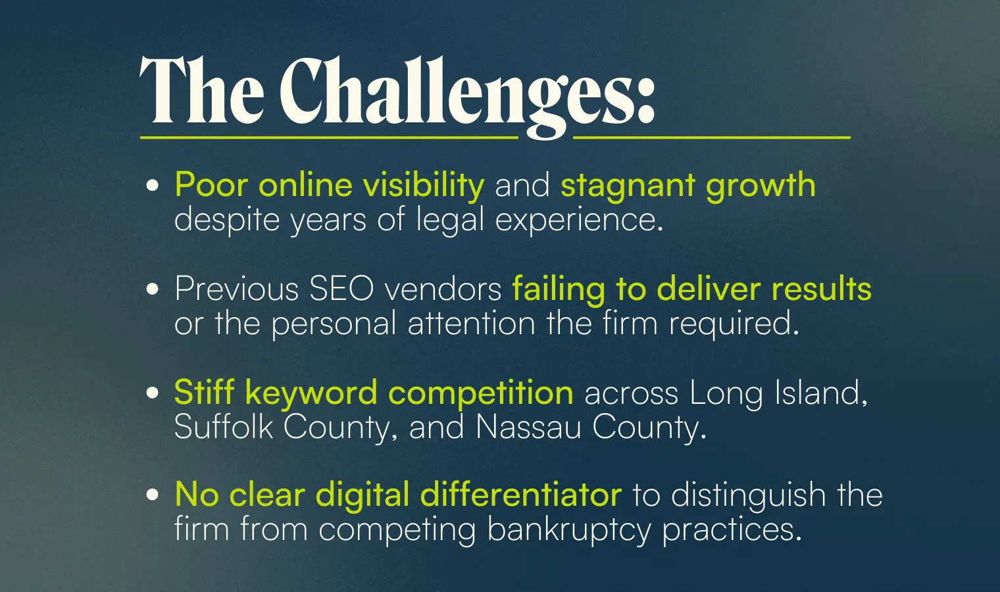 The Challenges:
• Poor online visibility and stagnant growth
despite years of legal experience.
• Previous SEO vendors failing to deliver results
or the personal attention the firm required.
• Stiff keyword competition across Long Island,
Suffolk County, and Nassau County.
• No clear digital differentiator to distinguish the
firm from competing bankruptcy practices.